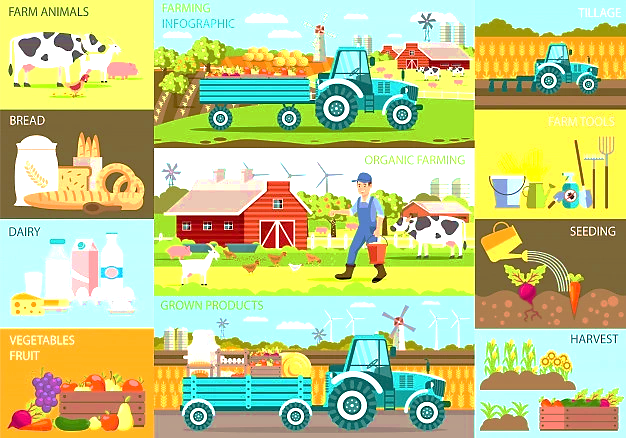 FARM ANIMALS
BREAD
DAIRY
VEGETABLES
FRUIT
FARMING
INFOGRAPHIC
ORGANIC FARMING
GROWN PRODUCTS
TILLAGE
FARM TOOLS
SEEDING
HARVEST